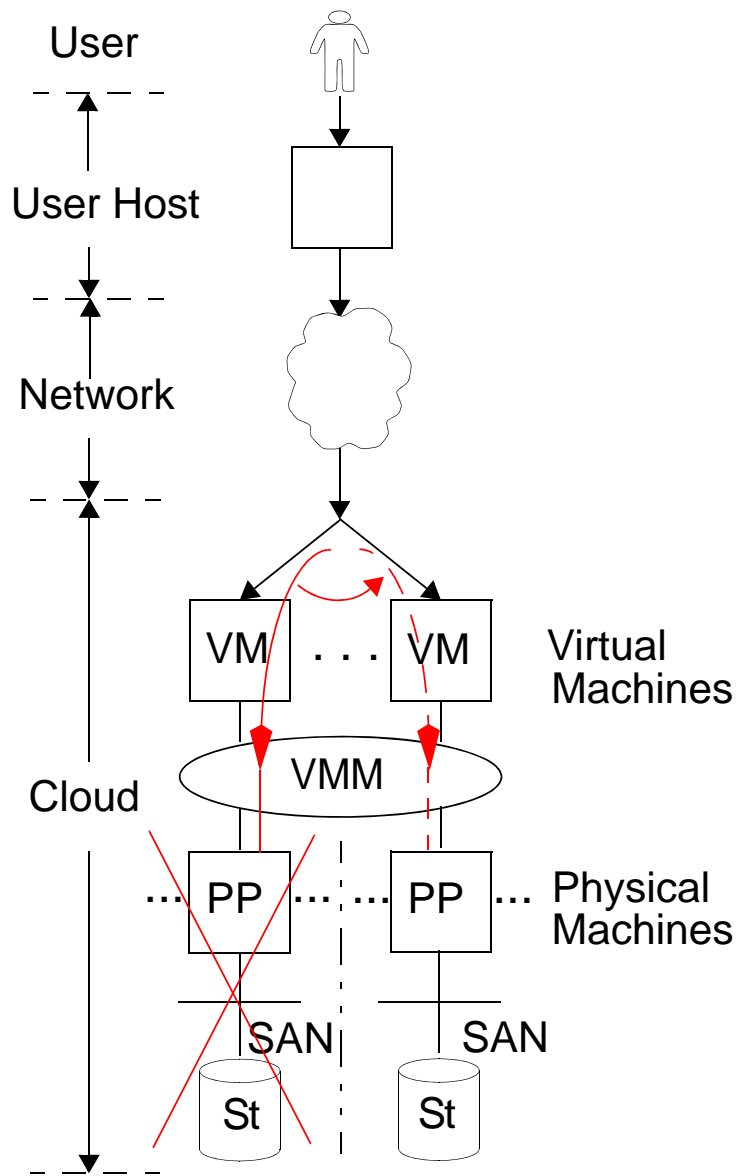 User
User Host
Network
VM . . . VM
Virtual
Machines
VMM
Cloud
... PP ... ... PP ...
Physical
Machines
SAN SAN
St St